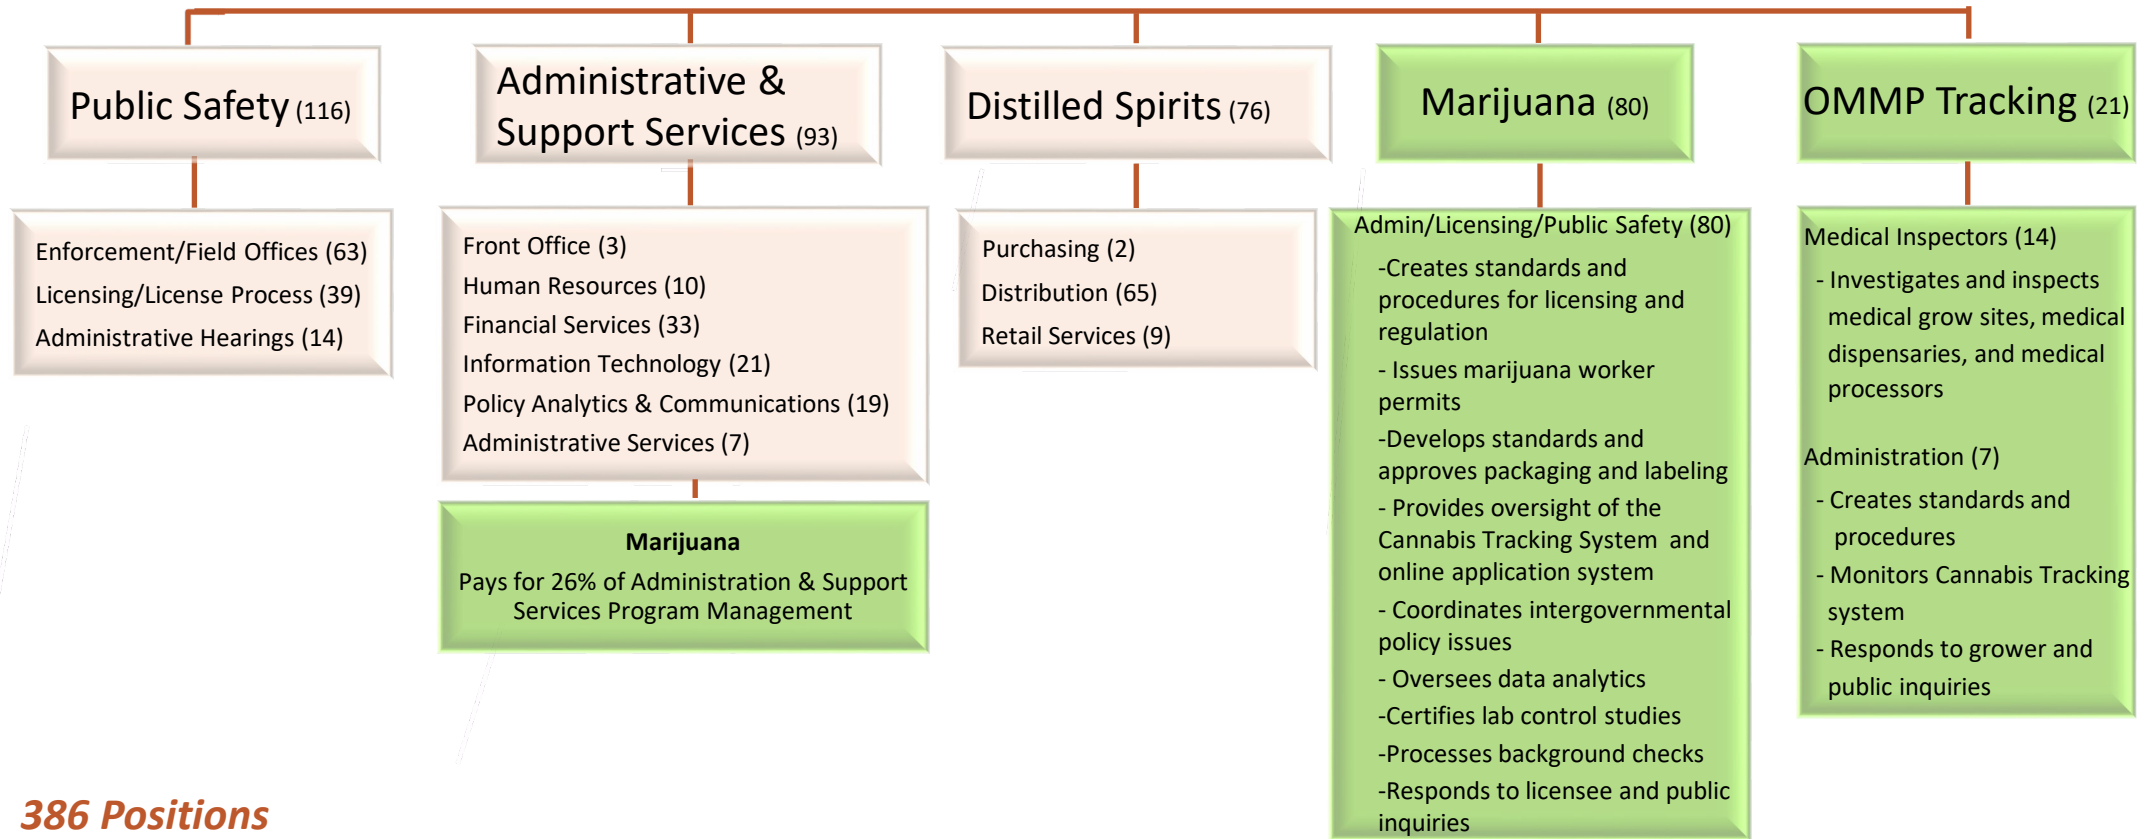 Public Safety (116)
Enforcement/Field Offices (63)
Licensing/License Process (39)
Administrative Hearings (14)
Administrative &
Support Services (93)
Front Office (3)
Human Resources (10)
Financial Services (33)
Information Technology (21)
Policy Analytics & Communications (19)
Administrative Services (7)
Marijuana
Pays for 26% of Administration & Support
Services Program Management
Distilled Spirits (76)
Purchasing (2)
Distribution (65)
Retail Services (9)
Marijuana (80)
Admin/Licensing/Public Safety (80)
-Creates standards and
procedures for licensing and
regulation
- Issues marijuana worker
permits
-Develops standards and
approves packaging and labeling
- Provides oversight of the
Cannabis Tracking System and
online application system
- Coordinates intergovernmental
policy issues
- Oversees data analytics
-Certifies lab control studies
-Processes background checks
-Responds to licensee and public
inquiries
OMMP Tracking (21)
Medical Inspectors (14)
- Investigates and inspects
medical grow sites, medical
dispensaries, and medical
processors
Administration (7)
- Creates standards and
procedures
- Monitors Cannabis Tracking
system
- Responds to grower and
public inquiries
386 Positions